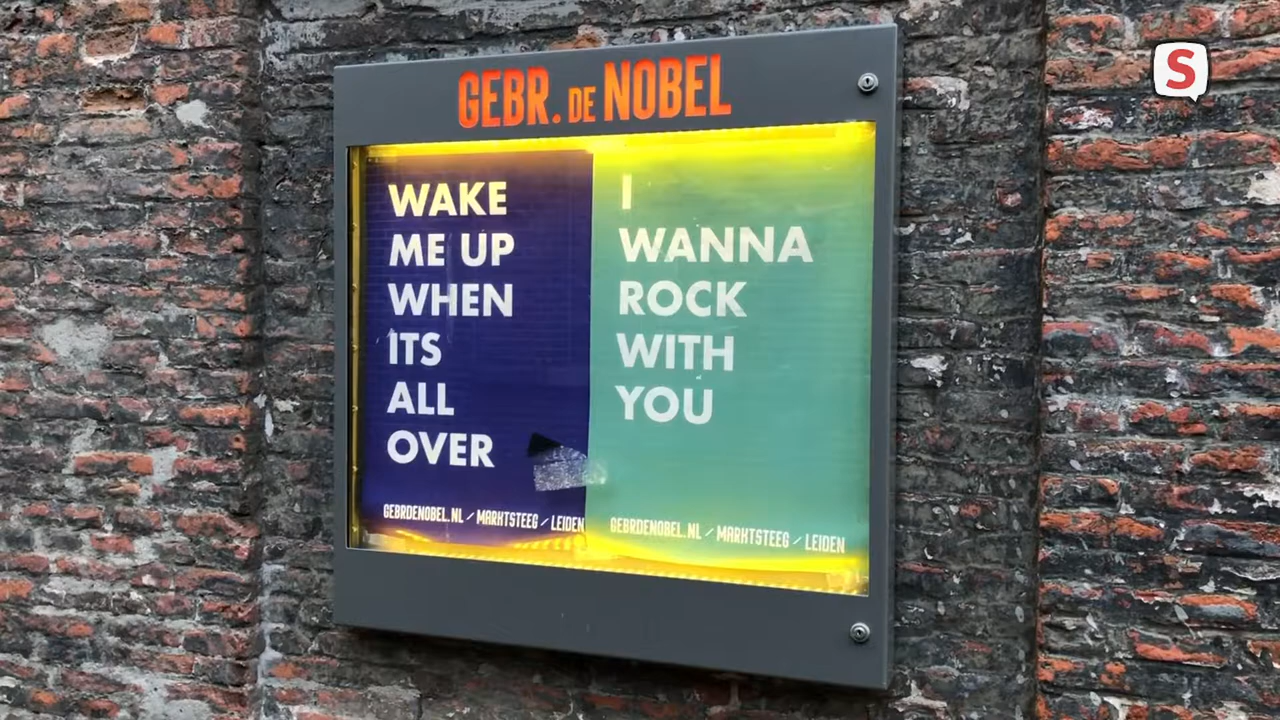 GEBR. DE NOBEL
WAKE
ME UP
WHEN
ITS
ALL
OVER
GEBRDENOBEL.NL / MARKTSTEEG / LEIDEN
I
WANNA
ROCK
WITH
YOU
GEBRDENOBEL.NL / MARKTSTEEG / LEIDEN
S